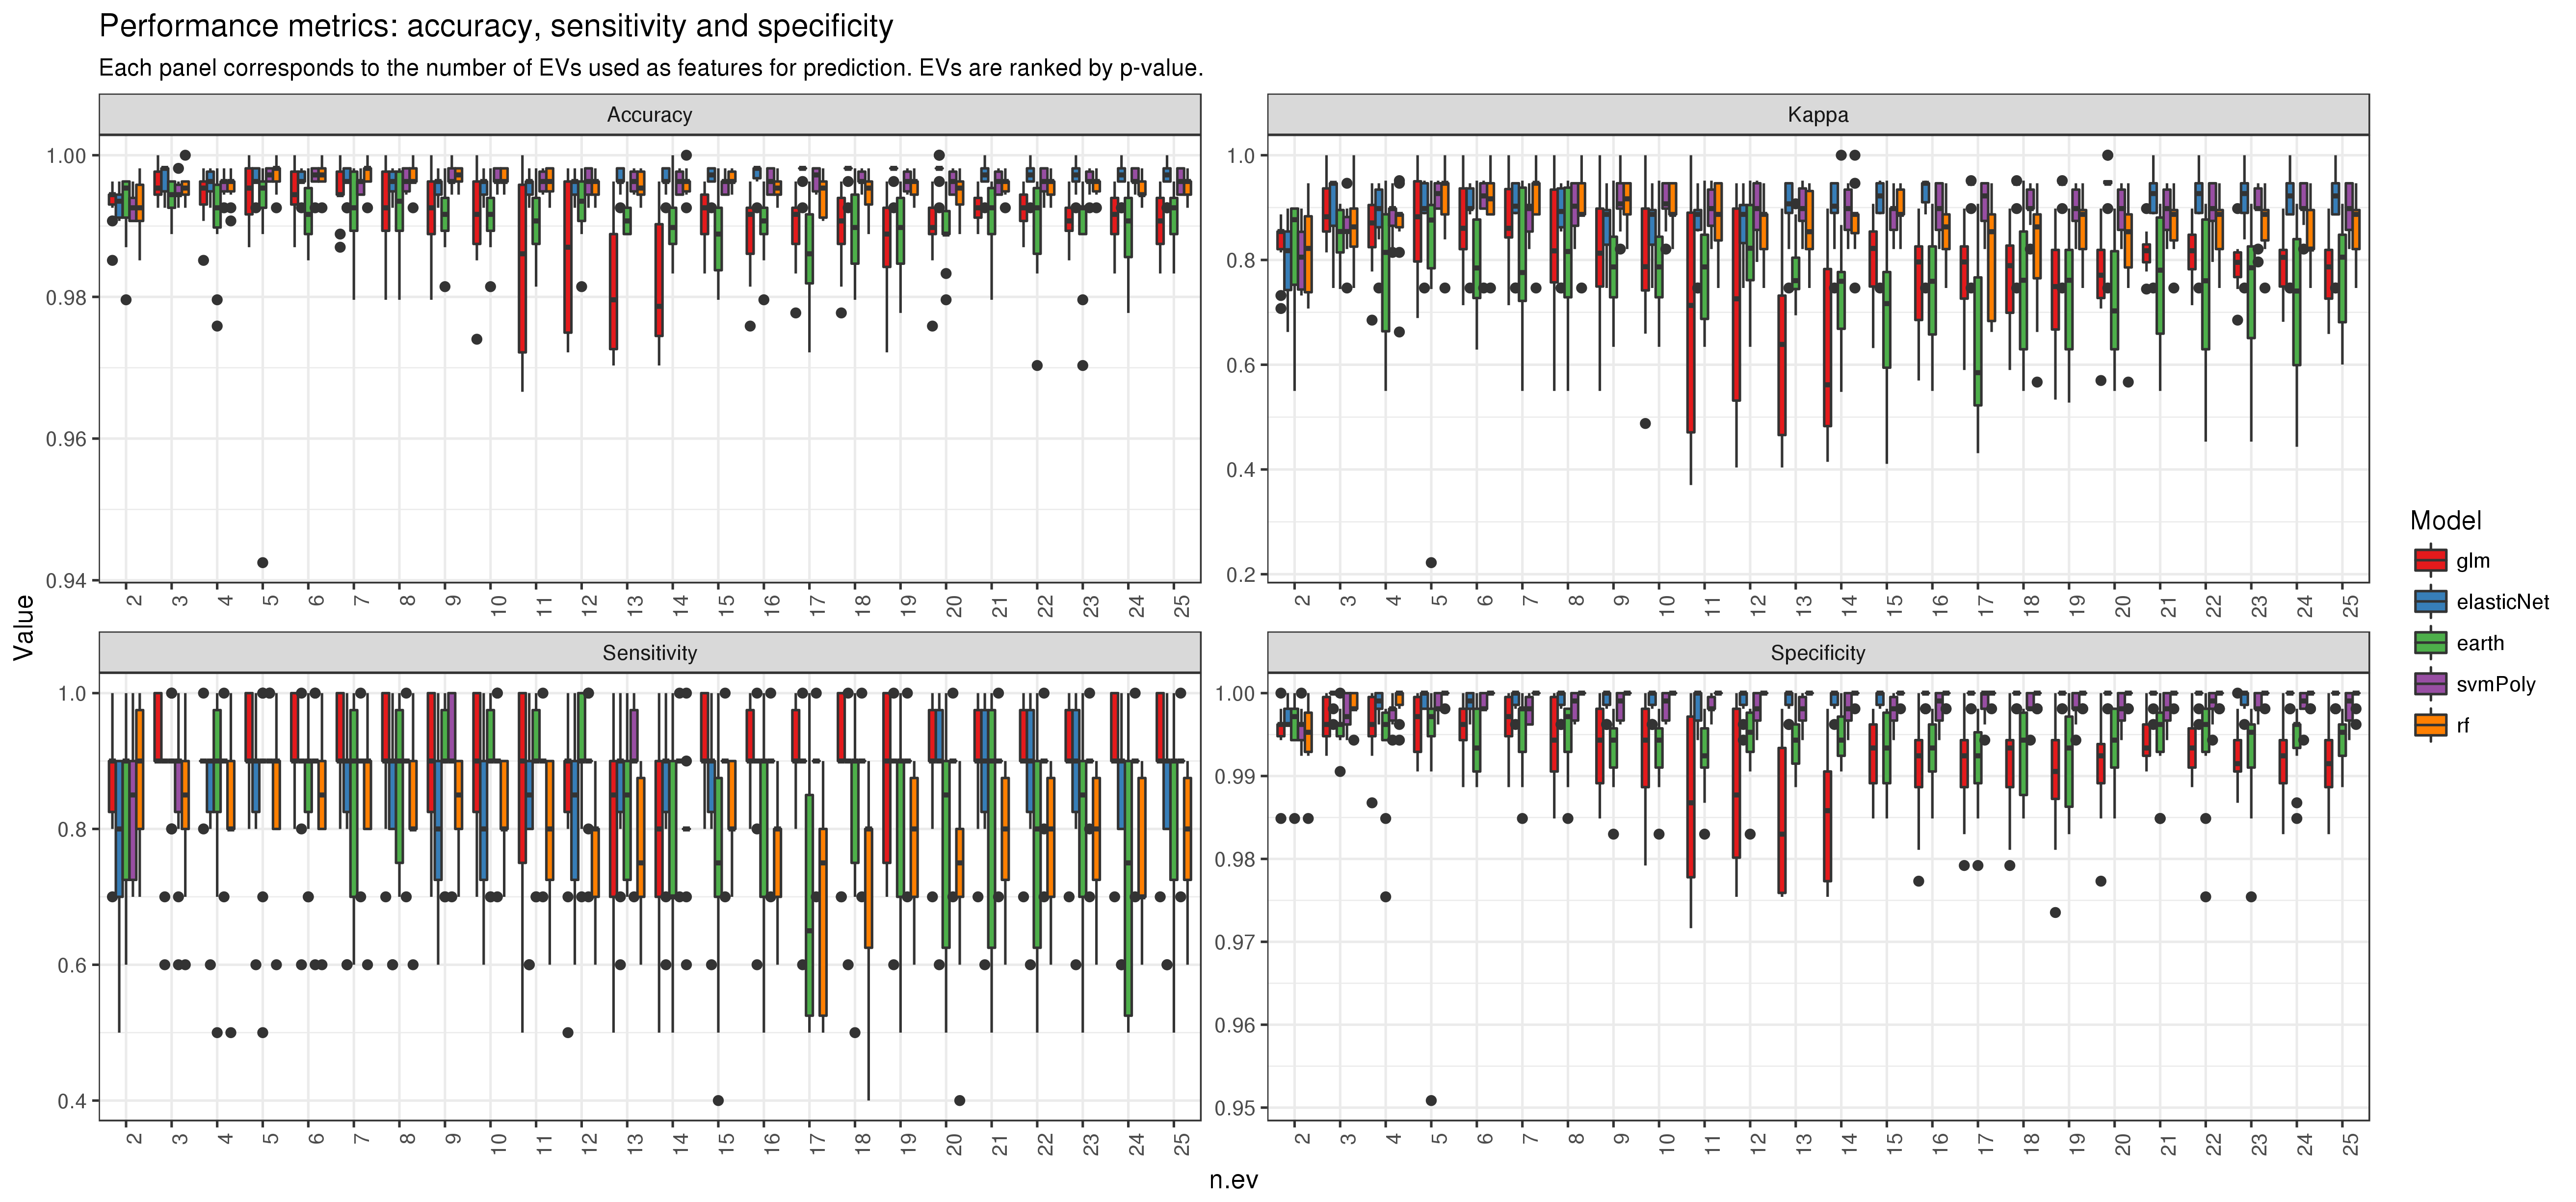 Performance metrics: accuracy, sensitivity and specificity
Each panel corresponds to the number of EVs used as features for prediction. EVs are ranked by p-value.
Accuracy
1.00
0.98
0.96
0.94
2 3 4 5 6 7 8 9 10 11 12 13 14 15 16 17 18 19 20 21 22 23 24 25
Kappa
1.0
0.8
0.6
0.4
0.2
2 3 4 5 6 7 8 9 10 11 12 13 14 15 16 17 18 19 20 21 22 23 24 25
Value
Sensitivity
1.0
0.8
0.6
0.4
2 3 4 5 6 7 8 9 10 11 12 13 14 15 16 17 18 19 20 21 22 23 24 25
Specificity
1.00
0.99
0.98
0.97
0.96
0.95
2 3 4 5 6 7 8 9 10 11 12 13 14 15 16 17 18 19 20 21 22 23 24 25
n.ev
Model
glm
elasticNet
earth
svmPoly
rf